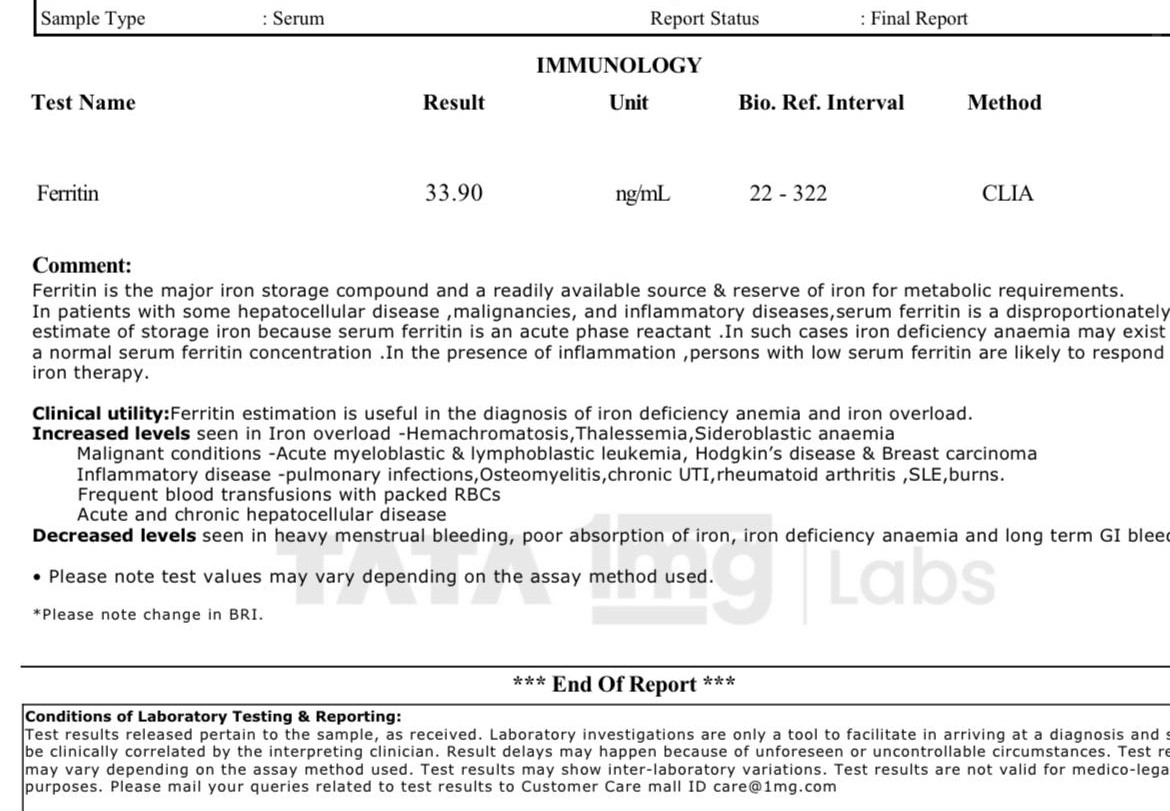 Sample Type : Serum Report Status : Final Report
IMMUNOLOGY
Test Name Result Unit Bio. Ref. Interval Method
Ferritin 33.90 ng/mL 22 - 322 CLIA
Comment:
Ferritin is the major iron storage compound and a readily available source & reserve of iron for metabolic requirements.
In patients with some hepatocellular disease ,malignancies, and inflammatory diseases,serum ferritin is a disproportionately
estimate of storage iron because serum ferritin is an acute phase reactant .In such cases iron deficiency anaemia may exist
a normal serum ferritin concentration .In the presence of inflammation ,persons with low serum ferritin are likely to respond
iron therapy.
Clinical utility:Ferritin estimation is useful in the diagnosis of iron deficiency anemia and iron overload.
Increased levels seen in Iron overload -Hemachromatosis,Thalessemia,Sideroblastic anaemia
Malignant conditions -Acute myeloblastic & lymphoblastic leukemia, Hodgkin's disease & Breast carcinoma
Inflammatory disease -pulmonary infections,Osteomyelitis,chronic UTI,rheumatoid arthritis ,SLE,burns.
Frequent blood transfusions with packed RBCs
Acute and chronic hepatocellular disease
Decreased levels seen in heavy menstrual bleeding, poor absorption of iron, iron deficiency anaemia and long term GI
TATA 1mg Labs
• Please note test values may vary depending on the assay method used.
*Please note change in BRI.
*** End Of Report ***
Conditions of Laboratory Testing & Reporting:
Test results released pertain to the sample, as received. Laboratory investigations are only a tool to facilitate in arriving at a diagnosis and
be clinically correlated by the interpreting clinician. Result delays may happen because of unforeseen or uncontrollable circumstances. Test
may vary depending on the assay method used. Test results may show inter-laboratory variations. Test results are not valid for
purposes. Please mail your queries related to test results to Customer Care mall ID care@1mg.com